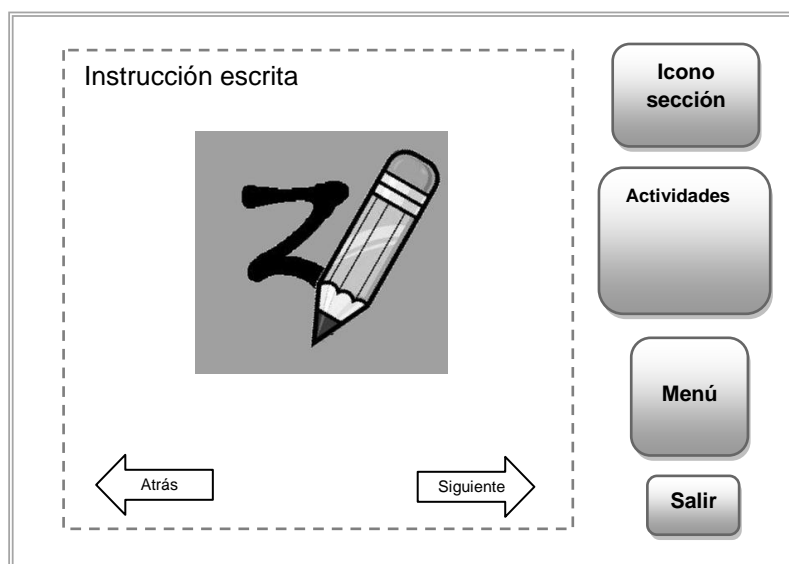 Instrucción escrita
Icono
sección
Actividades
Menú
Atrás
Siguiente
Salir